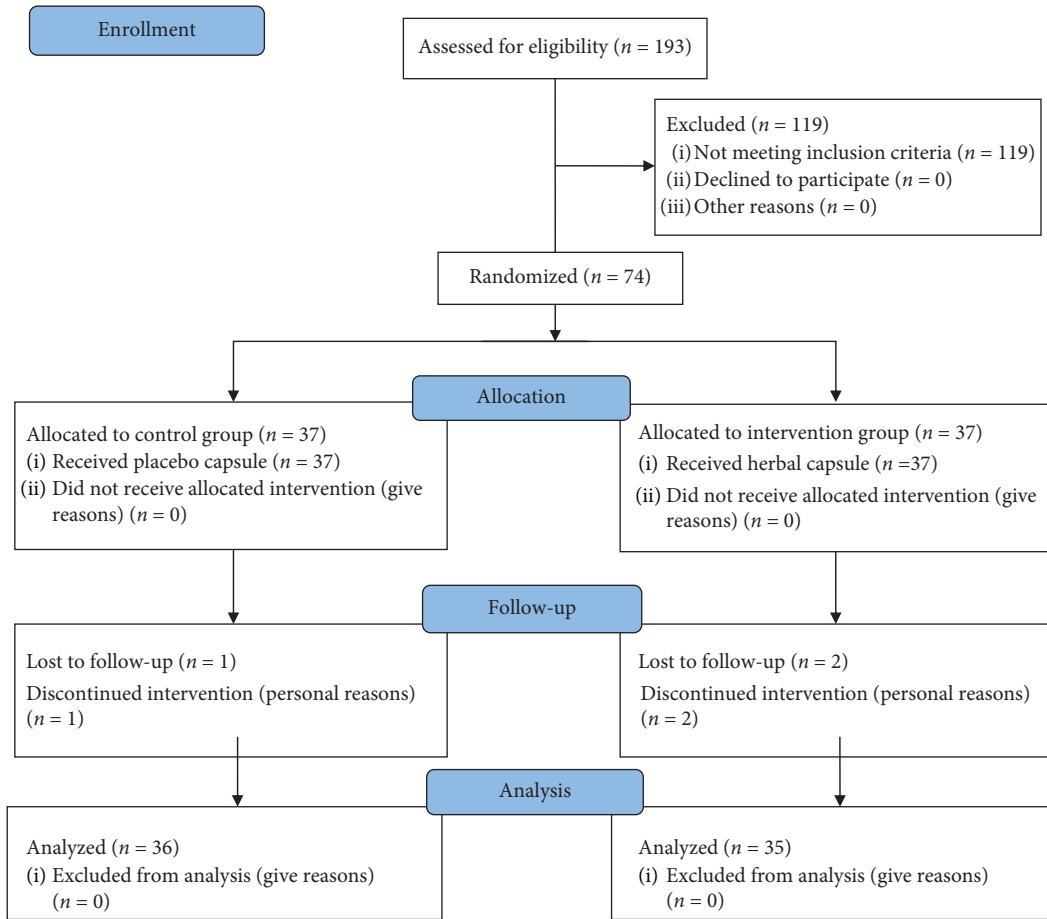 Enrollment
Assessed for eligibility (n = 193)
Excluded (n = 119)
(i) Not meeting inclusion criteria (n = 119)
(ii) Declined to participate (n = 0)
(iii) Other reasons (n = 0)
Randomized (n = 74)
Allocation
Allocated to control group (n = 37)
(i) Received placebo capsule (n = 37)
(ii) Did not receive allocated intervention (give
reasons) (n = 0)
Allocated to intervention group (n = 37)
(i) Received herbal capsule (n =37)
(ii) Did not receive allocated intervention (give
reasons) (n = 0)
Follow-up
Lost to follow-up (n = 1)
Discontinued intervention (personal reasons)
(n = 1)
Lost to follow-up (n = 2)
Discontinued intervention (personal reasons)
(n = 2)
Analysis
Analyzed (n = 36)
(i) Excluded from analysis (give reasons)
(n = 0)
Analyzed (n = 35)
(i) Excluded from analysis (give reasons)
(n = 0)